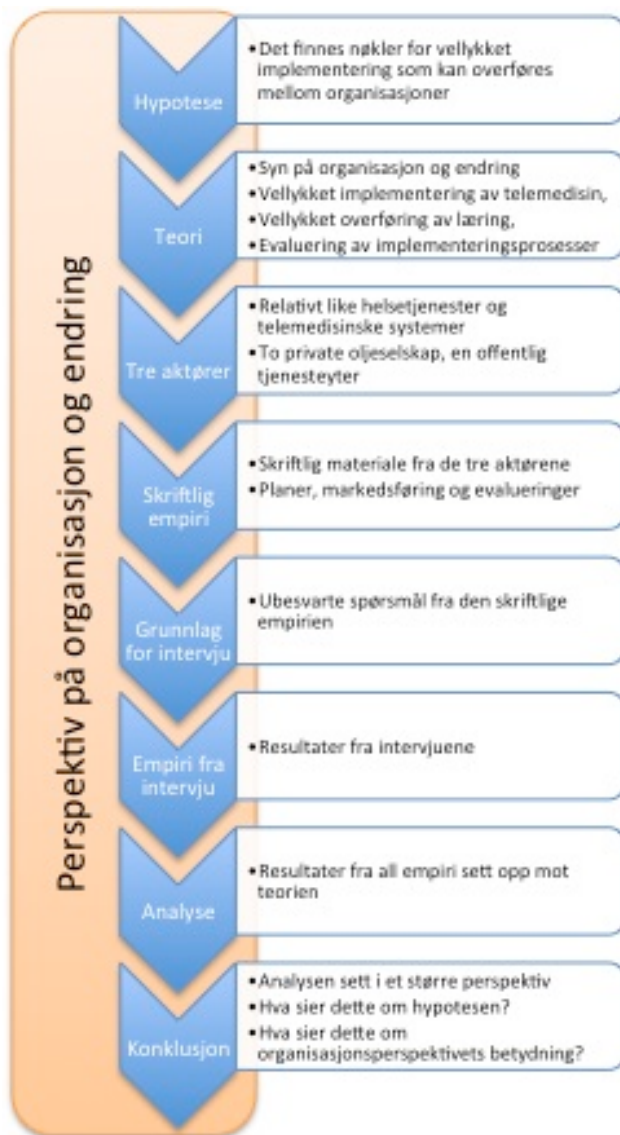 Perspektiv på organisasjon og endring
Hypotese
• Det finnes nøkler for vellykket
implementering som kan overføres
mellom organisasjoner
Teori
• Syn på organisasjon og endring
• Vellykket implementering av telemedisin,
• Vellykket overføring av læring,
• Evaluering av implementeringsprosesser
Tre aktører
• Relativt like helsetjenester og
telemedisinske systemer
• To private oljeselskap, en offentlig
tjenesteyter
Skriftlig
empiri
• Skriftlig materiale fra de tre aktørene
• Planer, markedsføring og evalueringer
Grunnlag
for intervju
• Ubesvarte spørsmål fra den skriftlige
empirien
Empiri fra
intervju
• Resultater fra intervjuene
Analyse
• Resultater fra all empiri sett opp mot
teorien
Konklusjon
• Analysen sett i et større perspektiv
• Hva sier dette om hypotesen?
• Hva sier dette om
organisasjonsperspektivets betydning?